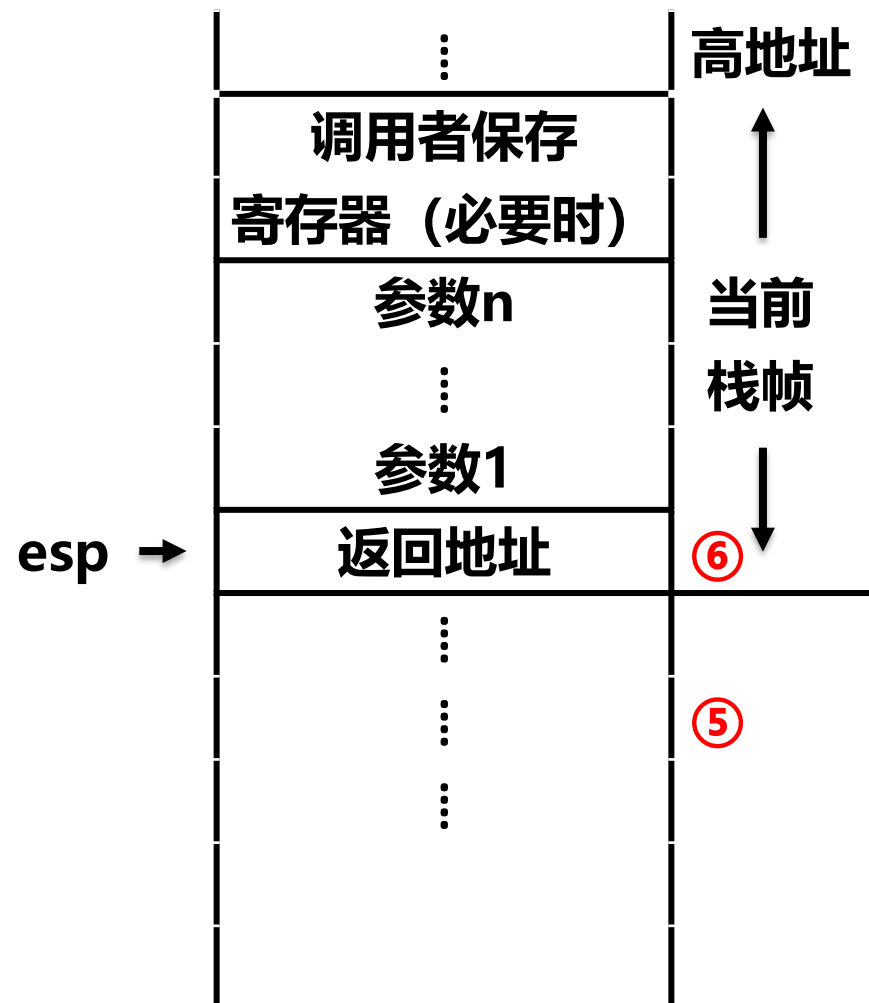 高地址
调用者保存
寄存器（必要时）
参数n
当前
栈帧
参数1
esp
返回地址
⑥
⑤